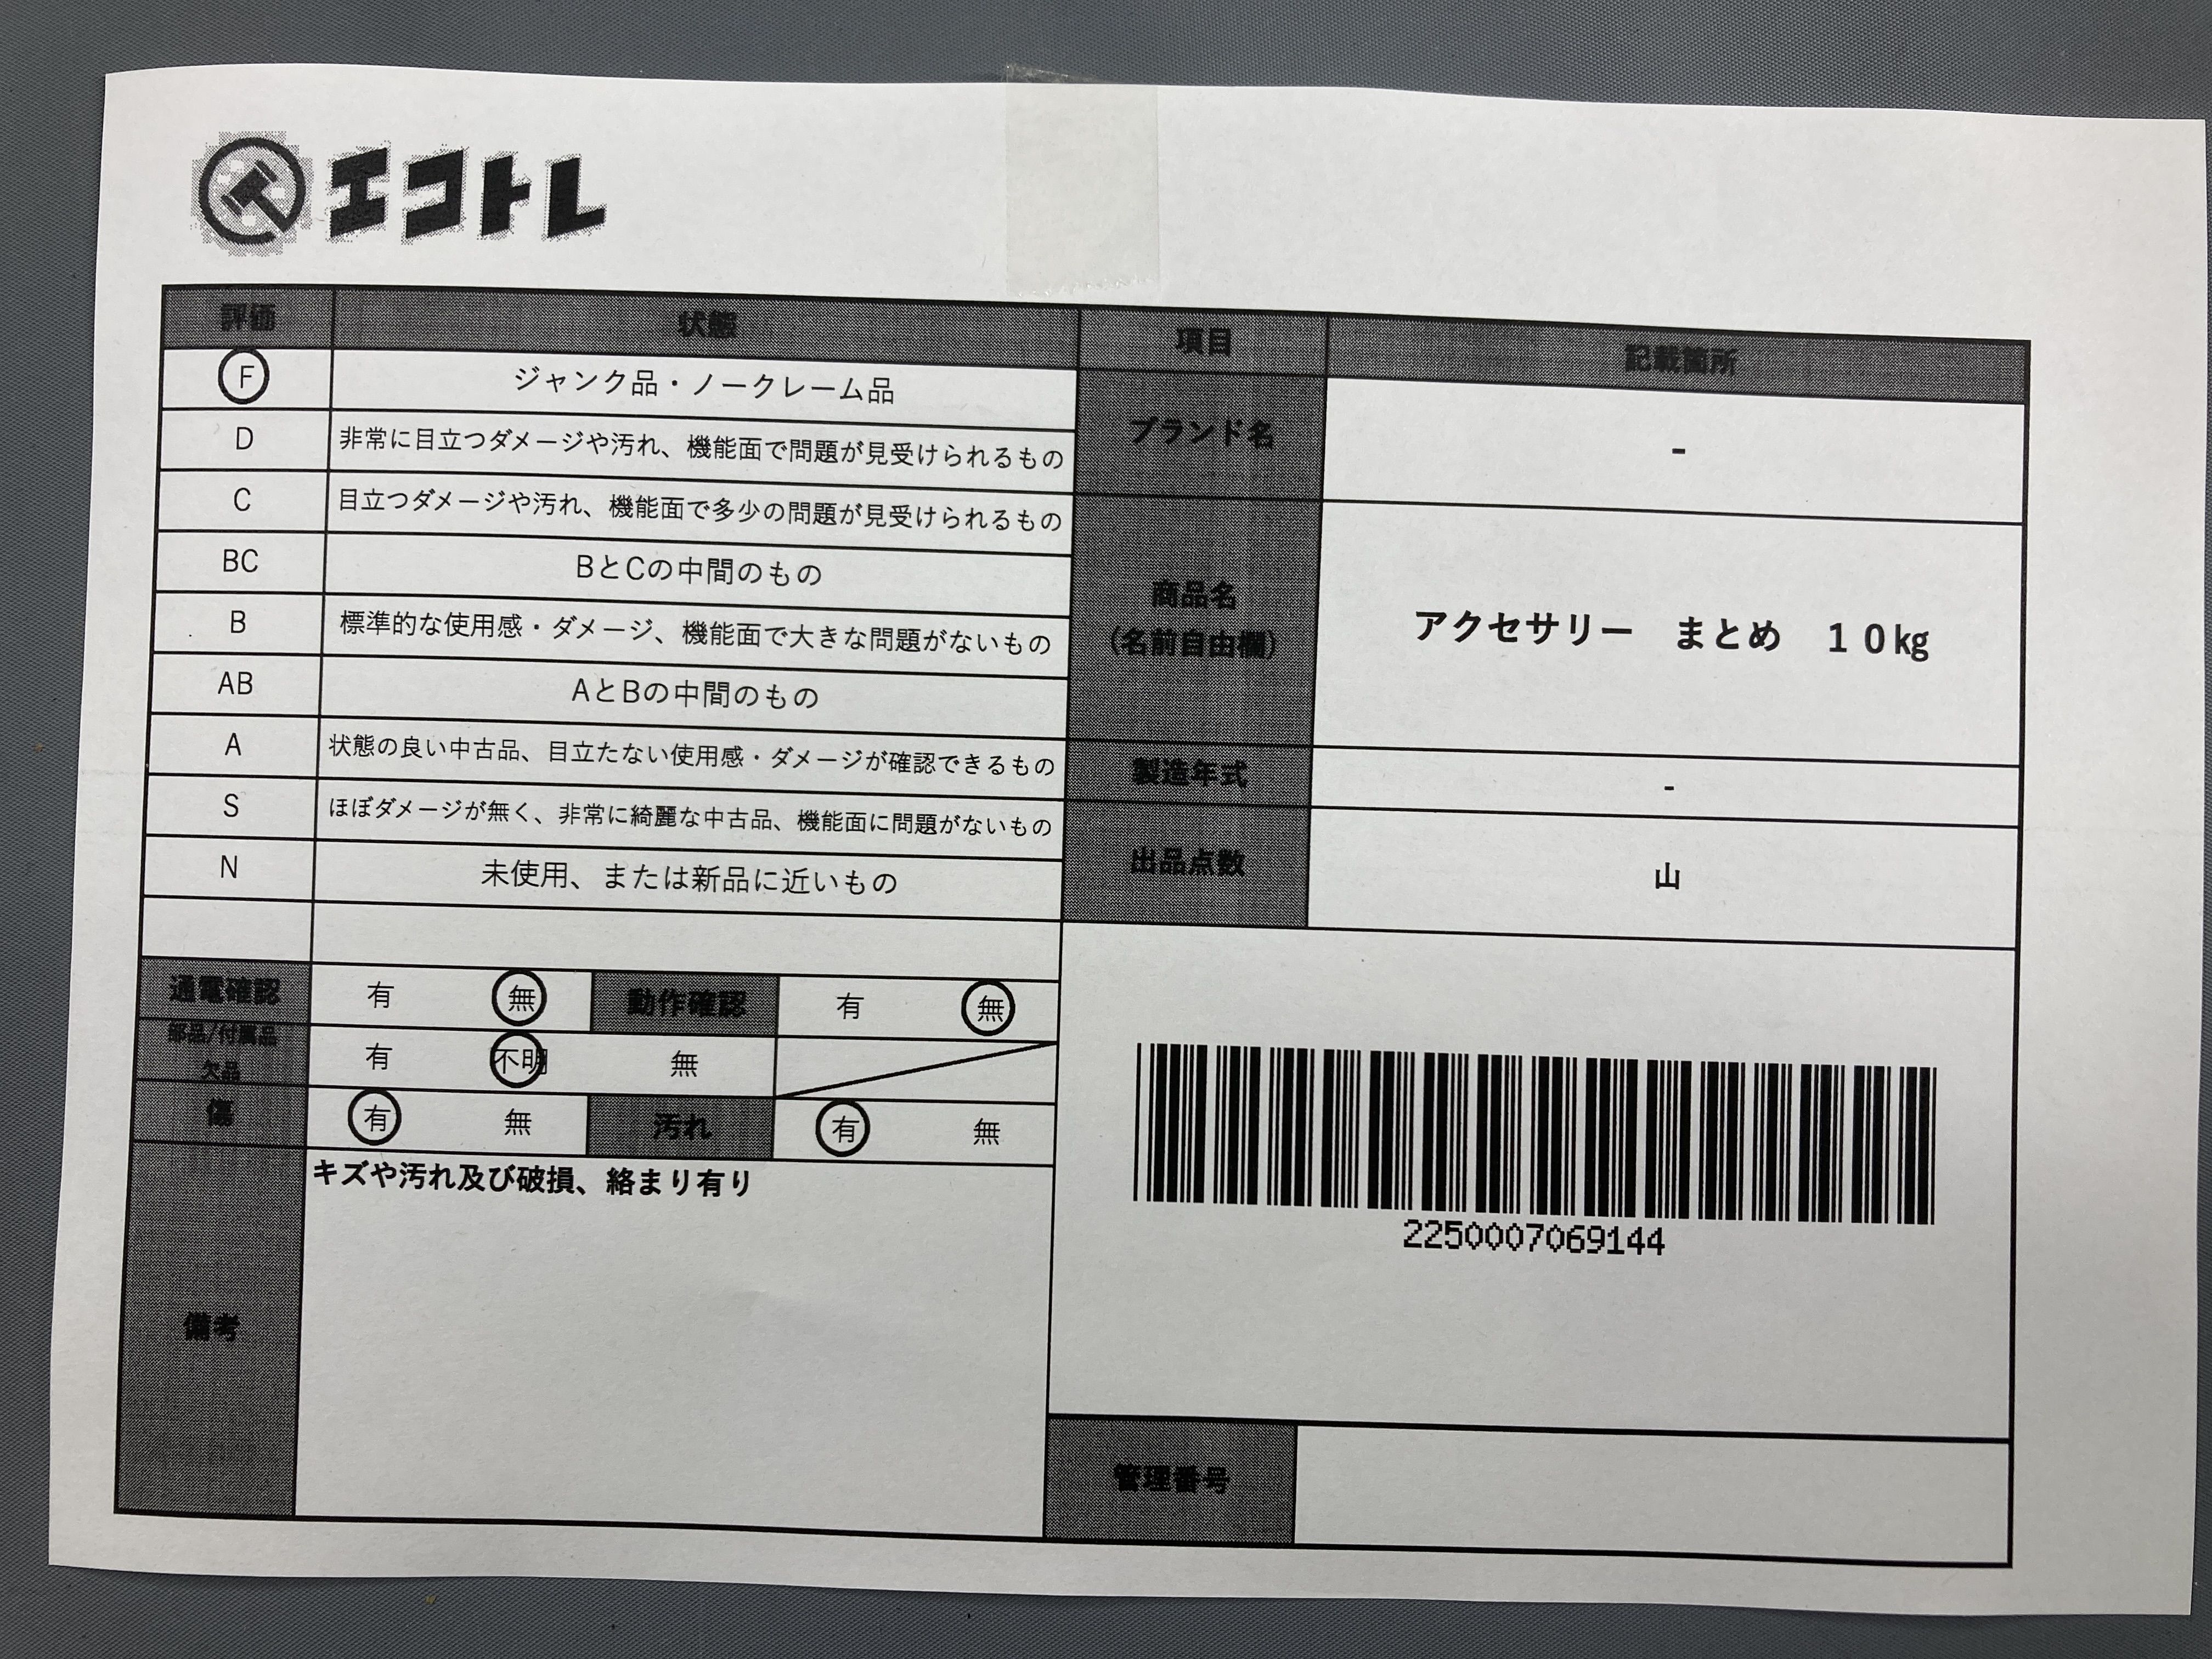 エコトレ
評価 状態
F ジャンク品・ノークレーム品
D 非常に目立つダメージや汚れ、機能面で問題が見受けられるもの
C 目立つダメージや汚れ、機能面で多少の問題が見受けられるもの
BC BとCの中間のもの
B 標準的な使用感・ダメージ、機能面で大きな問題がないもの
AB AとBの中間のもの
A 状態の良い中古品、目立たない使用感・ダメージが確認できるもの
S ほぼダメージが無く、非常に綺麗な中古品、機能面に問題がないもの
N 未使用、または新品に近いもの
通電確認 有 無 動作確認 有 無
部品/付属品
欠品 有 不明 無
傷 有 無 汚れ 有 無
備考 キズや汚れ及び破損、絡まり有り
項目 記載箇所
ブランド名 -
商品名
(名前自由欄) アクセサリー　まとめ　１０㎏
製造年式 -
出品点数 山
2250007069144
管理番号